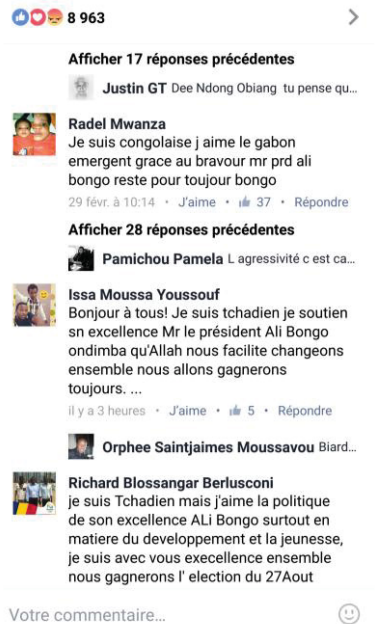 8 963
Afficher 17 réponses précédentes
Justin GT Dee Ndong Obiang tu pense qu...
Radel Mwanza
Je suis congolaise j aime le gabon
emergent grace au bravour mr prd ali
bongo reste pour toujour bongo
29 févr. à 10:14 · J'aime · 37 · Répondre
Afficher 28 réponses précédentes
Pamichou Pamela L agressivité c est ca...
Issa Moussa Youssouf
Bonjour à tous! Je suis tchadien je soutien
sn excellence Mr le président Ali Bongo
ondimba qu'Allah nous facilite changeons
ensemble nous allons gagnerons
toujours. ...
il y a 3 heures · J'aime · 5 · Répondre
Orphee Saintjaimes Moussavou Biard...
Richard Blossangar Berlusconi
je suis Tchadien mais j'aime la politique
de son excellence ALi Bongo surtout en
matiere du developpement et la jeunesse,
je suis avec vous execellence ensemble
nous gagnerons l' election du 27Aout
Votre commentaire...